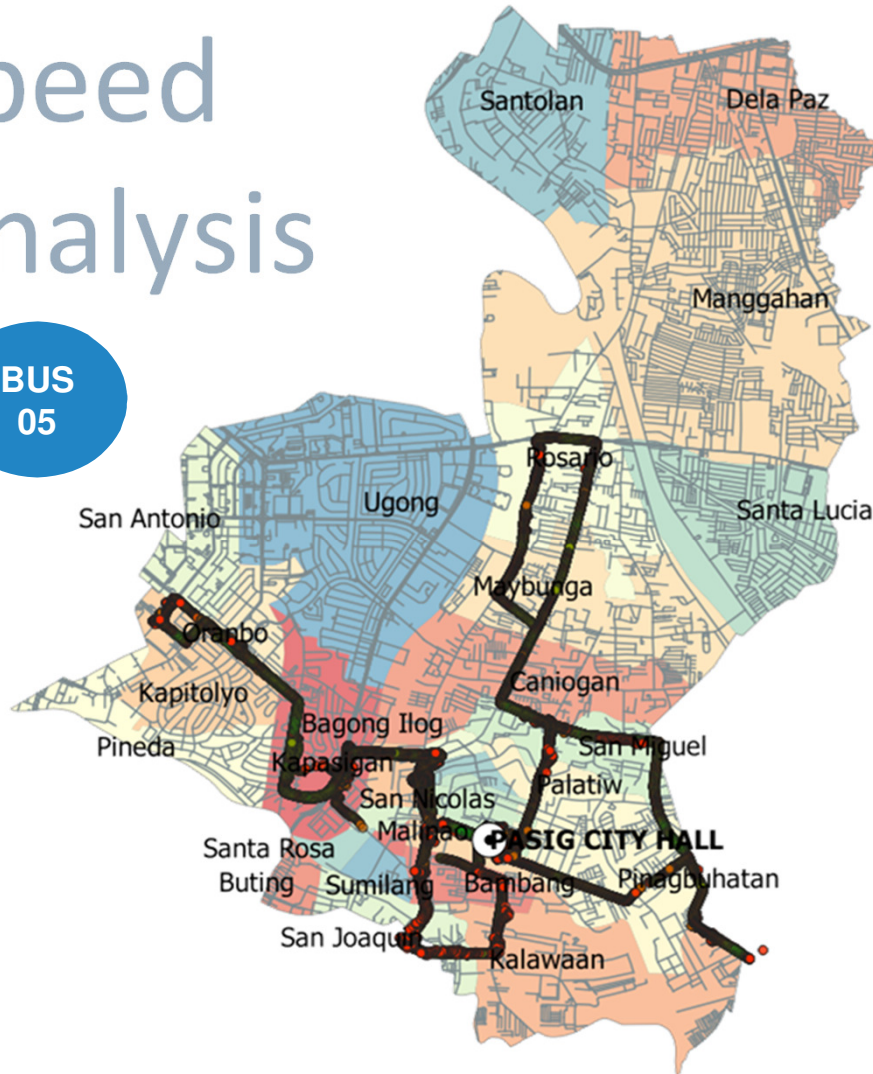 peed
nalysis
BUS
05
Santolan
Dela Paz
Manggahan
Rosario
Ugong
San Antonio
Santa Lucia
Maybunga
Oranbo
Caniogan
Kapitolyo
Bagong Ilog
Pineda
San Miguel
Kapasigan
Palatiw
San Nicolas
Malinao
PASIG CITY HALL
Santa Rosa
Buting
Sumilang
Bambang
Pinagbuhatan
San Joaquin
Kalawaan